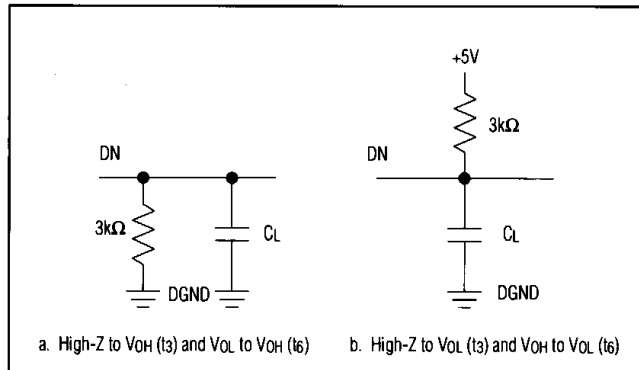 +5V
3kΩ
DN
DN
3kΩ
CL
CL
DGND
DGND
a. High-Z to VOH (t3) and VOL to VOH (t6)
b. High-Z to VOL (t3) and VOH to VOL (t6)